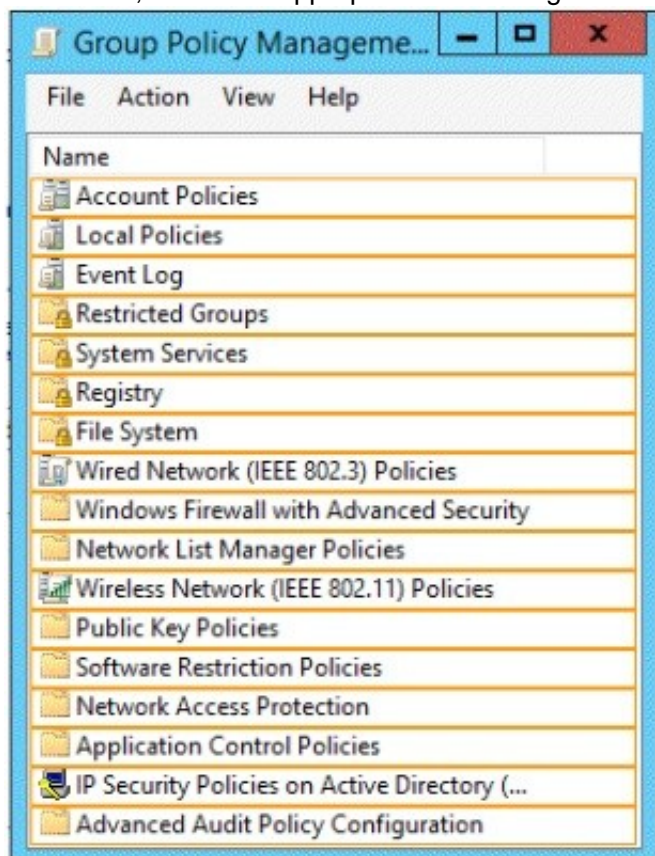 Group Policy Manageme...
File Action View Help
Name
Account Policies
Local Policies
Event Log
Restricted Groups
System Services
Registry
File System
Wired Network (IEEE 802.3) Policies
Windows Firewall with Advanced Security
Network List Manager Policies
Wireless Network (IEEE 802.11) Policies
Public Key Policies
Software Restriction Policies
Network Access Protection
Application Control Policies
IP Security Policies on Active Directory (...
Advanced Audit Policy Configuration